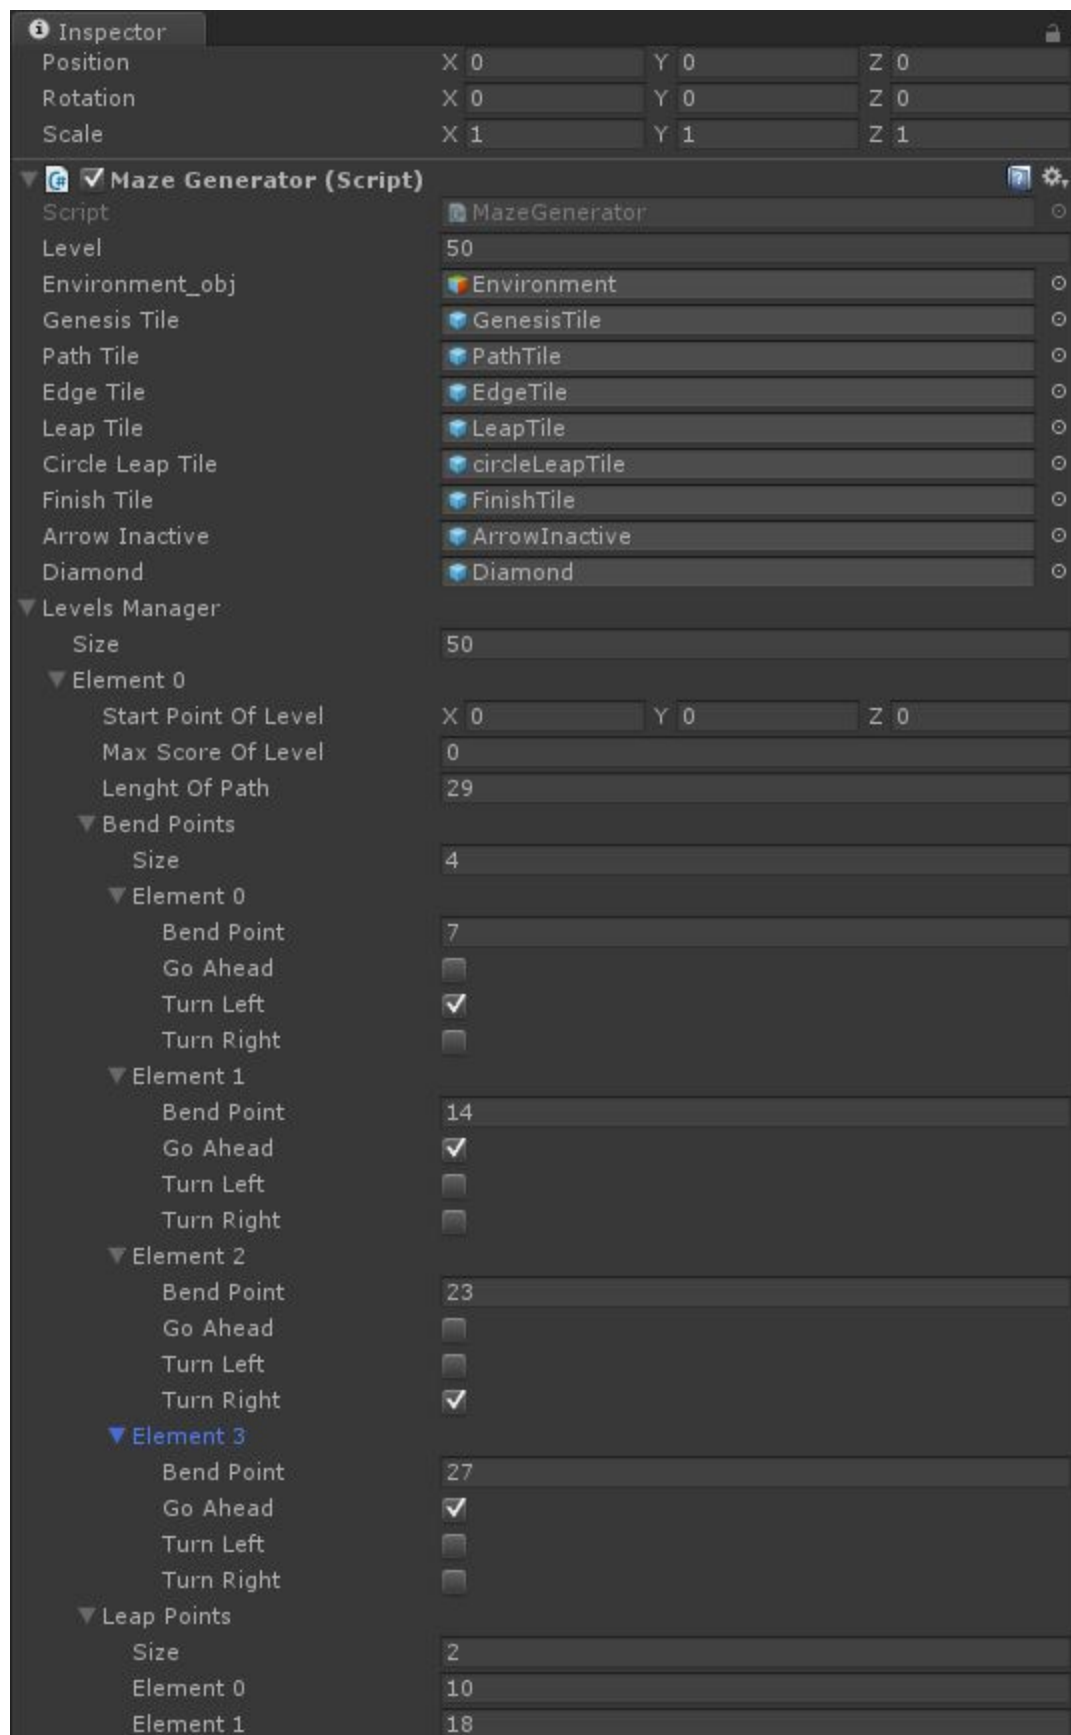 Inspector
Position X 0 Y 0 Z 0
Rotation X 0 Y 0 Z 0
Scale X 1 Y 1 Z 1
Maze Generator (Script)
Script MazeGenerator
Level 50
Environment_obj Environment
Genesis Tile GenesisTile
Path Tile PathTile
Edge Tile EdgeTile
Leap Tile LeapTile
Circle Leap Tile circleLeapTile
Finish Tile FinishTile
Arrow Inactive ArrowInactive
Diamond Diamond
Levels Manager
Size 50
Element 0
Start Point Of Level X 0 Y 0 Z 0
Max Score Of Level 0
Lenght Of Path 29
Bend Points
Size 4
Element 0
Bend Point 7
Go Ahead
Turn Left
Turn Right
Element 1
Bend Point 14
Go Ahead
Turn Left
Turn Right
Element 2
Bend Point 23
Go Ahead
Turn Left
Turn Right
Element 3
Bend Point 27
Go Ahead
Turn Left
Turn Right
Leap Points
Size 2
Element 0 10
Element 1 18